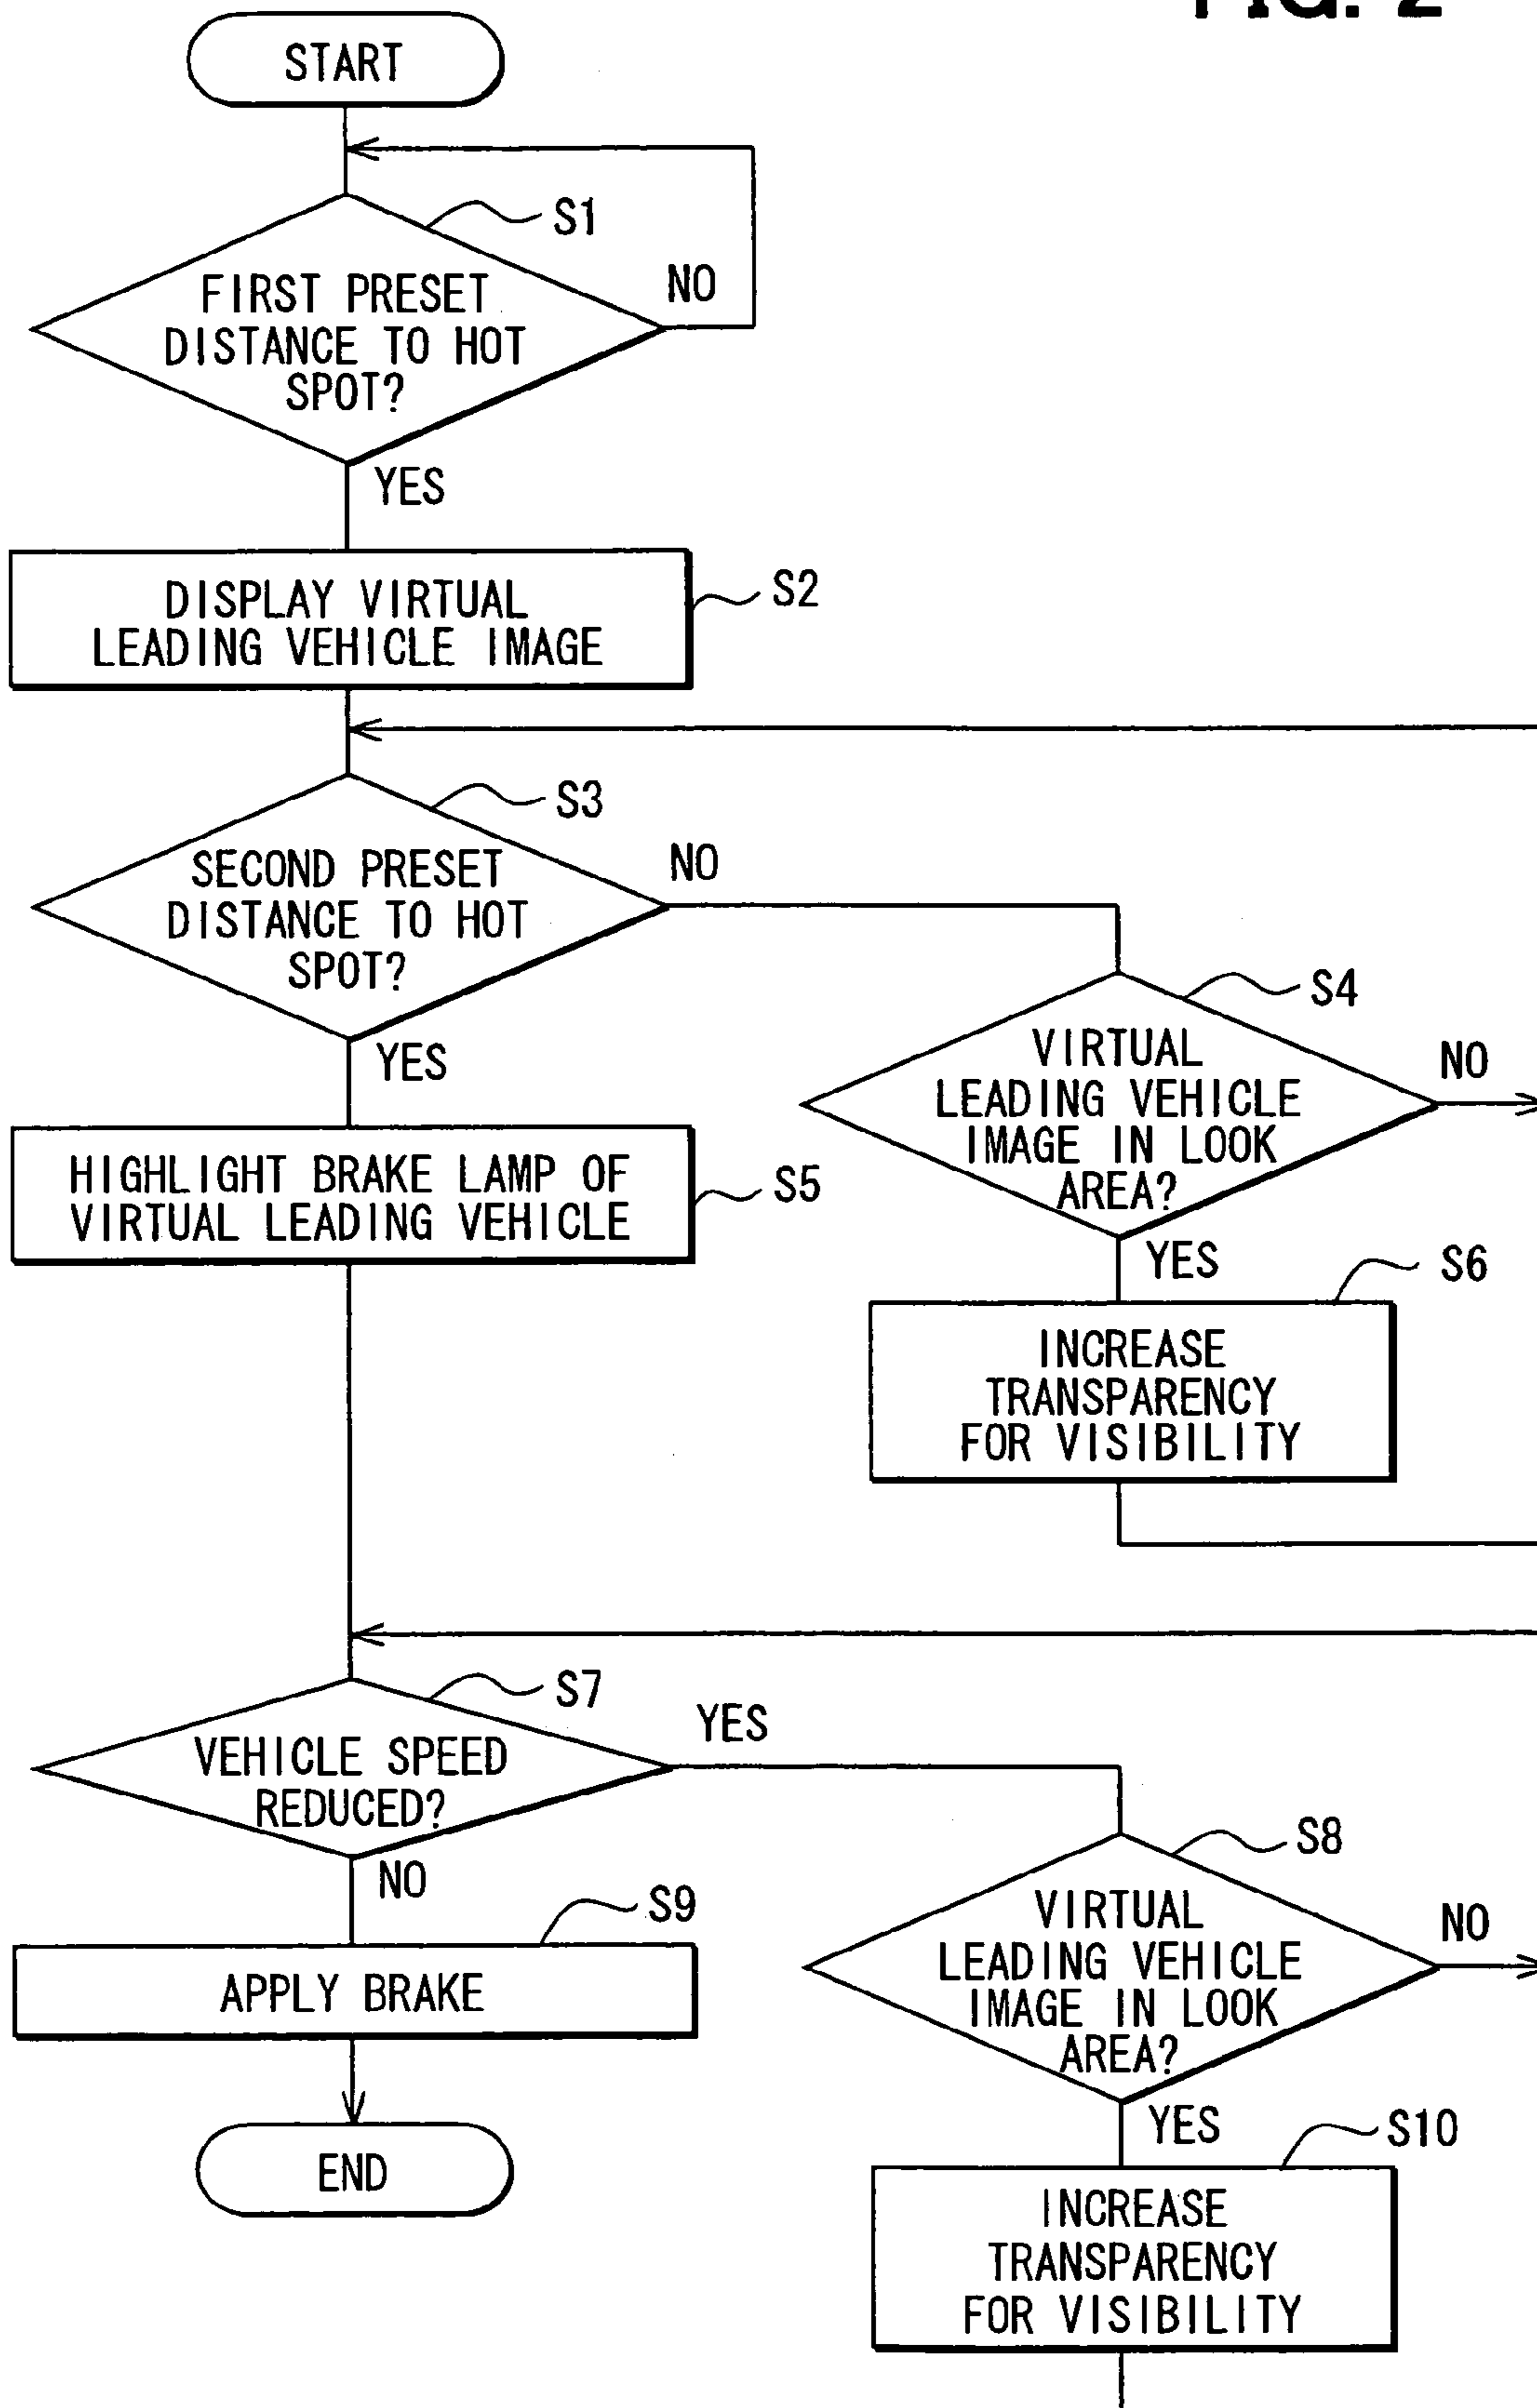 FIG. 2
START
S1
FIRST PRESET
DISTANCE TO HOT
SPOT?
NO
YES
S2
DISPLAY VIRTUAL
LEADING VEHICLE IMAGE
S3
SECOND PRESET
DISTANCE TO HOT
SPOT?
NO
YES
S4
VIRTUAL
LEADING VEHICLE
IMAGE IN LOOK
AREA?
NO
YES
HIGHLIGHT BRAKE LAMP OF
VIRTUAL LEADING VEHICLE
S5
S6
INCREASE
TRANSPARENCY
FOR VISIBILITY
S7
VEHICLE SPEED
REDUCED?
YES
NO
S8
VIRTUAL
LEADING VEHICLE
IMAGE IN LOOK
AREA?
NO
YES
S9
APPLY BRAKE
END
S10
INCREASE
TRANSPARENCY
FOR VISIBILITY